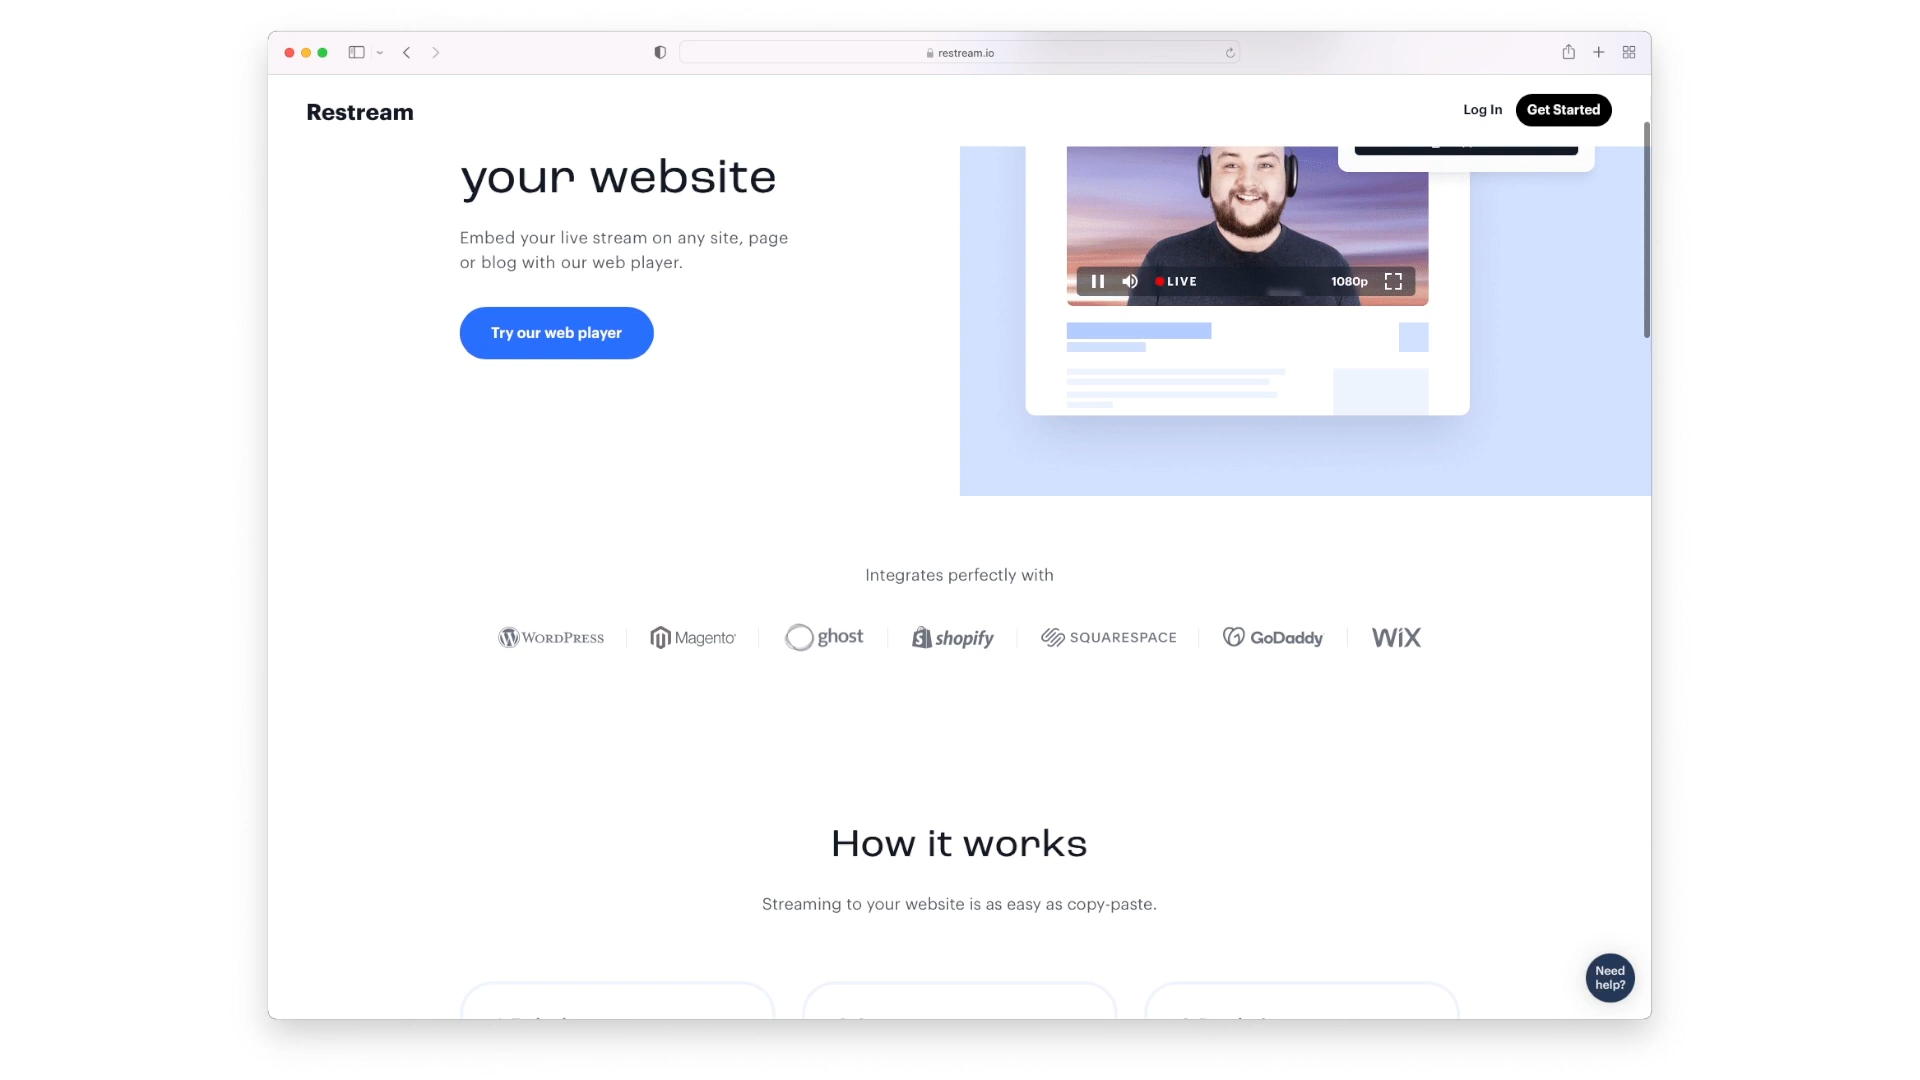 restream.io
Restream
Log In
Get Started
your website
Embed your live stream on any site, page
or blog with our web player.
Try our web player
LIVE
1080p
Integrates perfectly with
WORDPRESS
Magento
ghost
shopify
SQUARESPACE
GoDaddy
WiX
How it works
Streaming to your website is as easy as copy-paste.
Need
help?